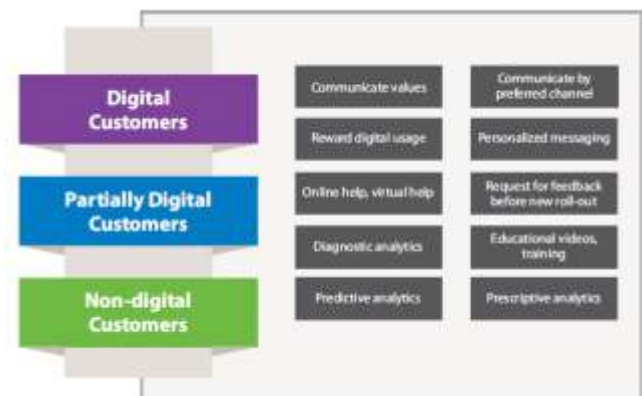 Digital
Customers
Partially Digital
Customers
Non-digital
Customers
Communicate values
Communicate by
preferred channel
Reward digital usage
Personalized messaging
Online help, virtual help
Request for feedback
before new roll-out
Diagnostic analytics
Educational videos,
training
Predictive analytics
Prescriptive analytics